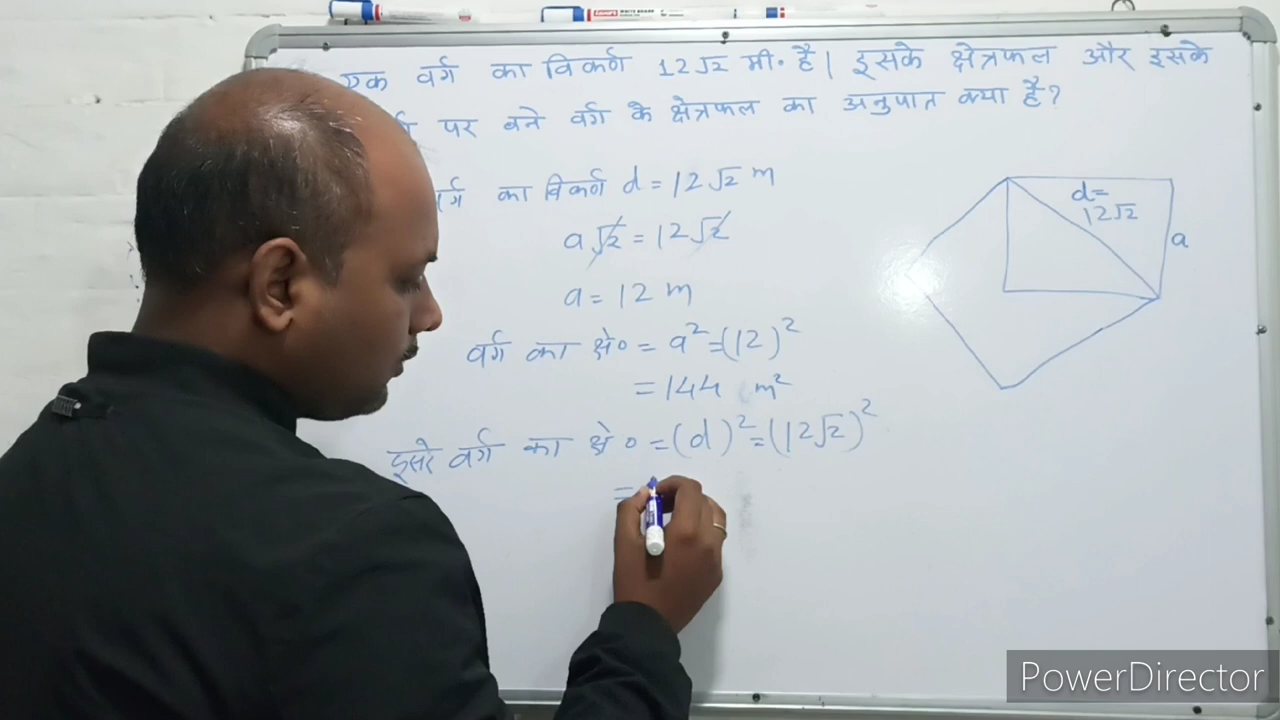 एक वर्ग का विकर्ण 12√2 मी. है। इसके क्षेत्रफल और इसके
पर बने वर्ग के क्षेत्रफल का अनुपात क्या है?
का विकर्ण d = 12√2 m
a√2 = 12√2
a = 12 m
वर्ग का क्षे० = a² = (12)²
= 144 m²
दूसरे वर्ग का क्षे० = (d)² = (12√2)²
=
d=
12√2
a
PowerDirector